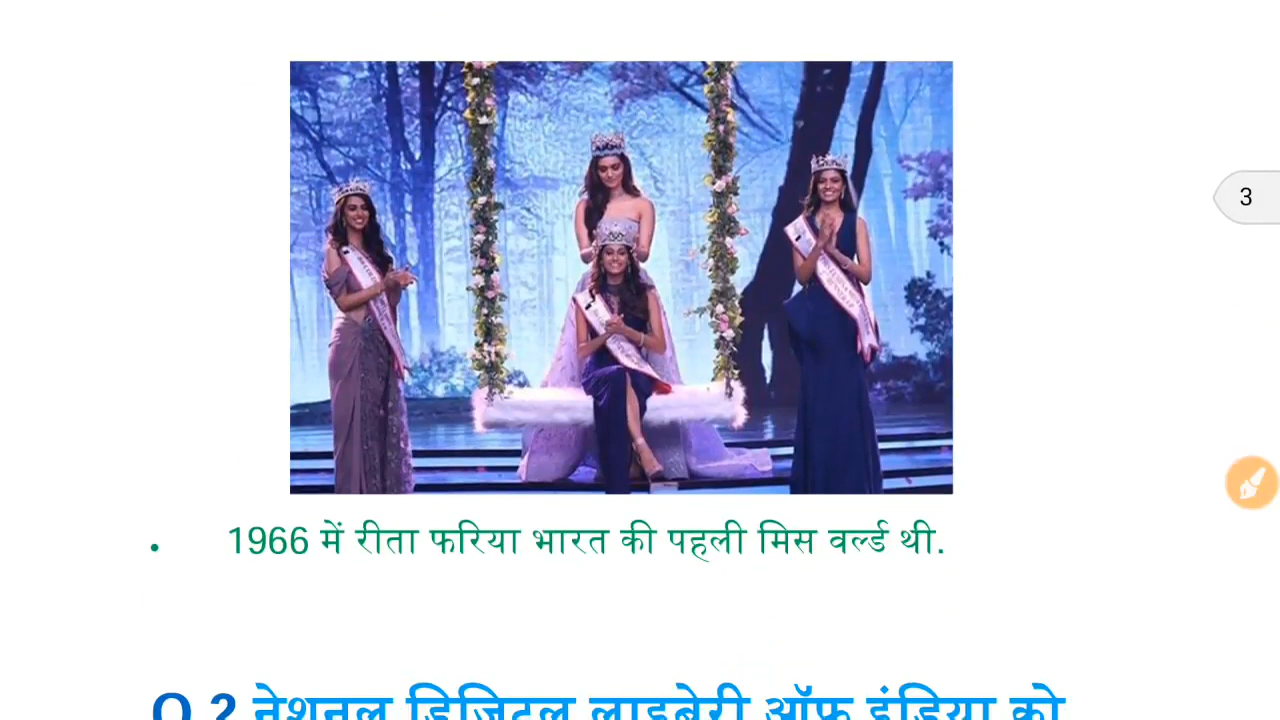 3
• 1966 में रीता फरिया भारत की पहली मिस वर्ल्ड थी.
Q.2 नेशनल डिजिटल लाइब्रेरी ऑफ इंडिया को